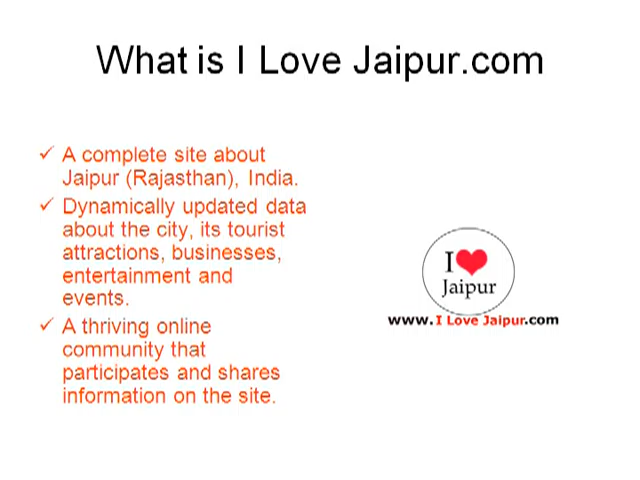 What is I Love Jaipur.com
A complete site about
Jaipur (Rajasthan), India.
Dynamically updated data
about the city, its tourist
attractions, businesses,
entertainment and
events.
A thriving online
community that
participates and shares
information on the site.
I
Jaipur
www.I Love Jaipur.com